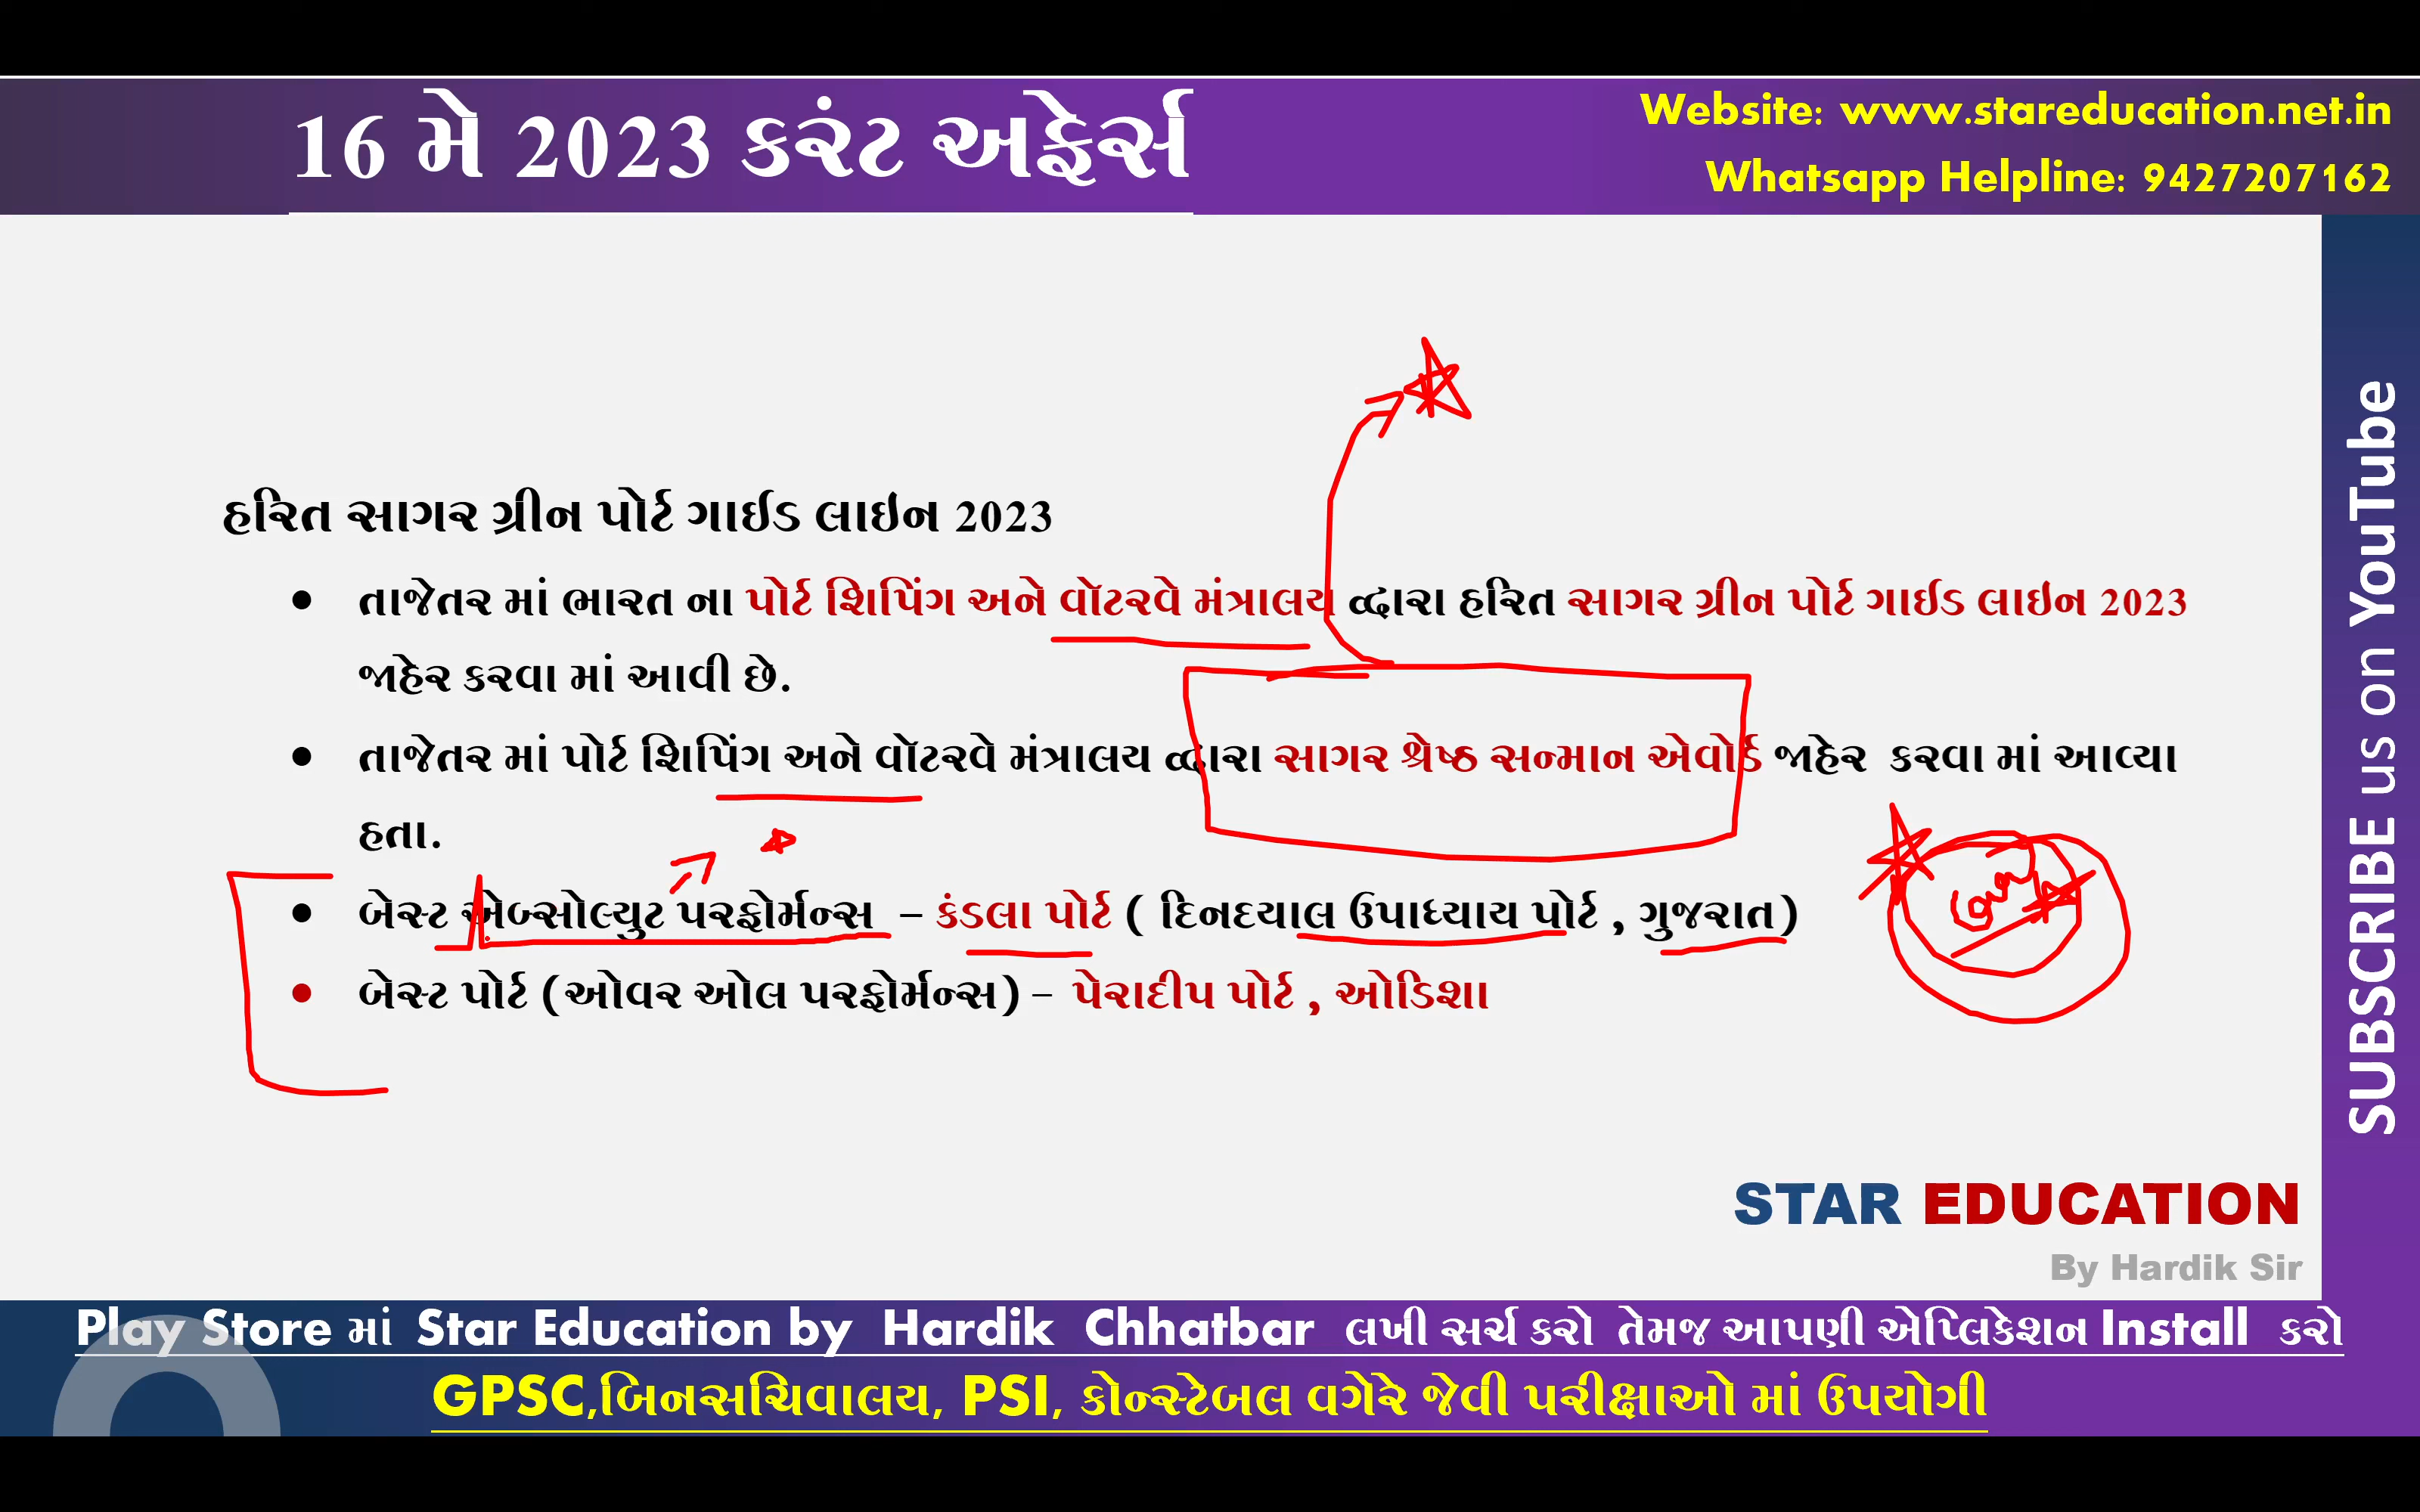 16 મે 2023 કરંટ અફેર્સ
Website: www.stareducation.net.in
Whatsapp Helpline: 9427207162
હરિત સાગર ગ્રીન પોર્ટ ગાઈડ લાઇન 2023
• તાજેતર માં ભારત ના પોર્ટ શિપિંગ અને વૉટરવે મંત્રાલય દ્વારા હરિત સાગર ગ્રીન પોર્ટ ગાઈડ લાઇન 2023
જાહેર કરવા માં આવી છે.
• તાજેતર માં પોર્ટ શિપિંગ અને વૉટરવે મંત્રાલય દ્વારા સાગર શ્રેષ્ઠ સન્માન એવોર્ડ જાહેર કરવા માં આવ્યા
હતા.
• બેસ્ટ એબ્સોલ્યુટ પરફોર્મન્સ – કંડલા પોર્ટ ( દિનદયાલ ઉપાધ્યાય પોર્ટ , ગુજરાત)
• બેસ્ટ પોર્ટ (ઓવર ઓલ પરફોર્મન્સ) – પેરાદીપ પોર્ટ , ઓડિશા
SUBSCRIBE us on YouTube
STAR EDUCATION
By Hardik Sir
Play Store માં Star Education by Hardik Chhatbar લખી સર્ચ કરો તેમજ આપણી એપ્લિકેશન Install કરો
GPSC,બિનસચિવાલય, PSI, કોન્સ્ટેબલ વગેરે જેવી પરીક્ષાઓ માં ઉપયોગી